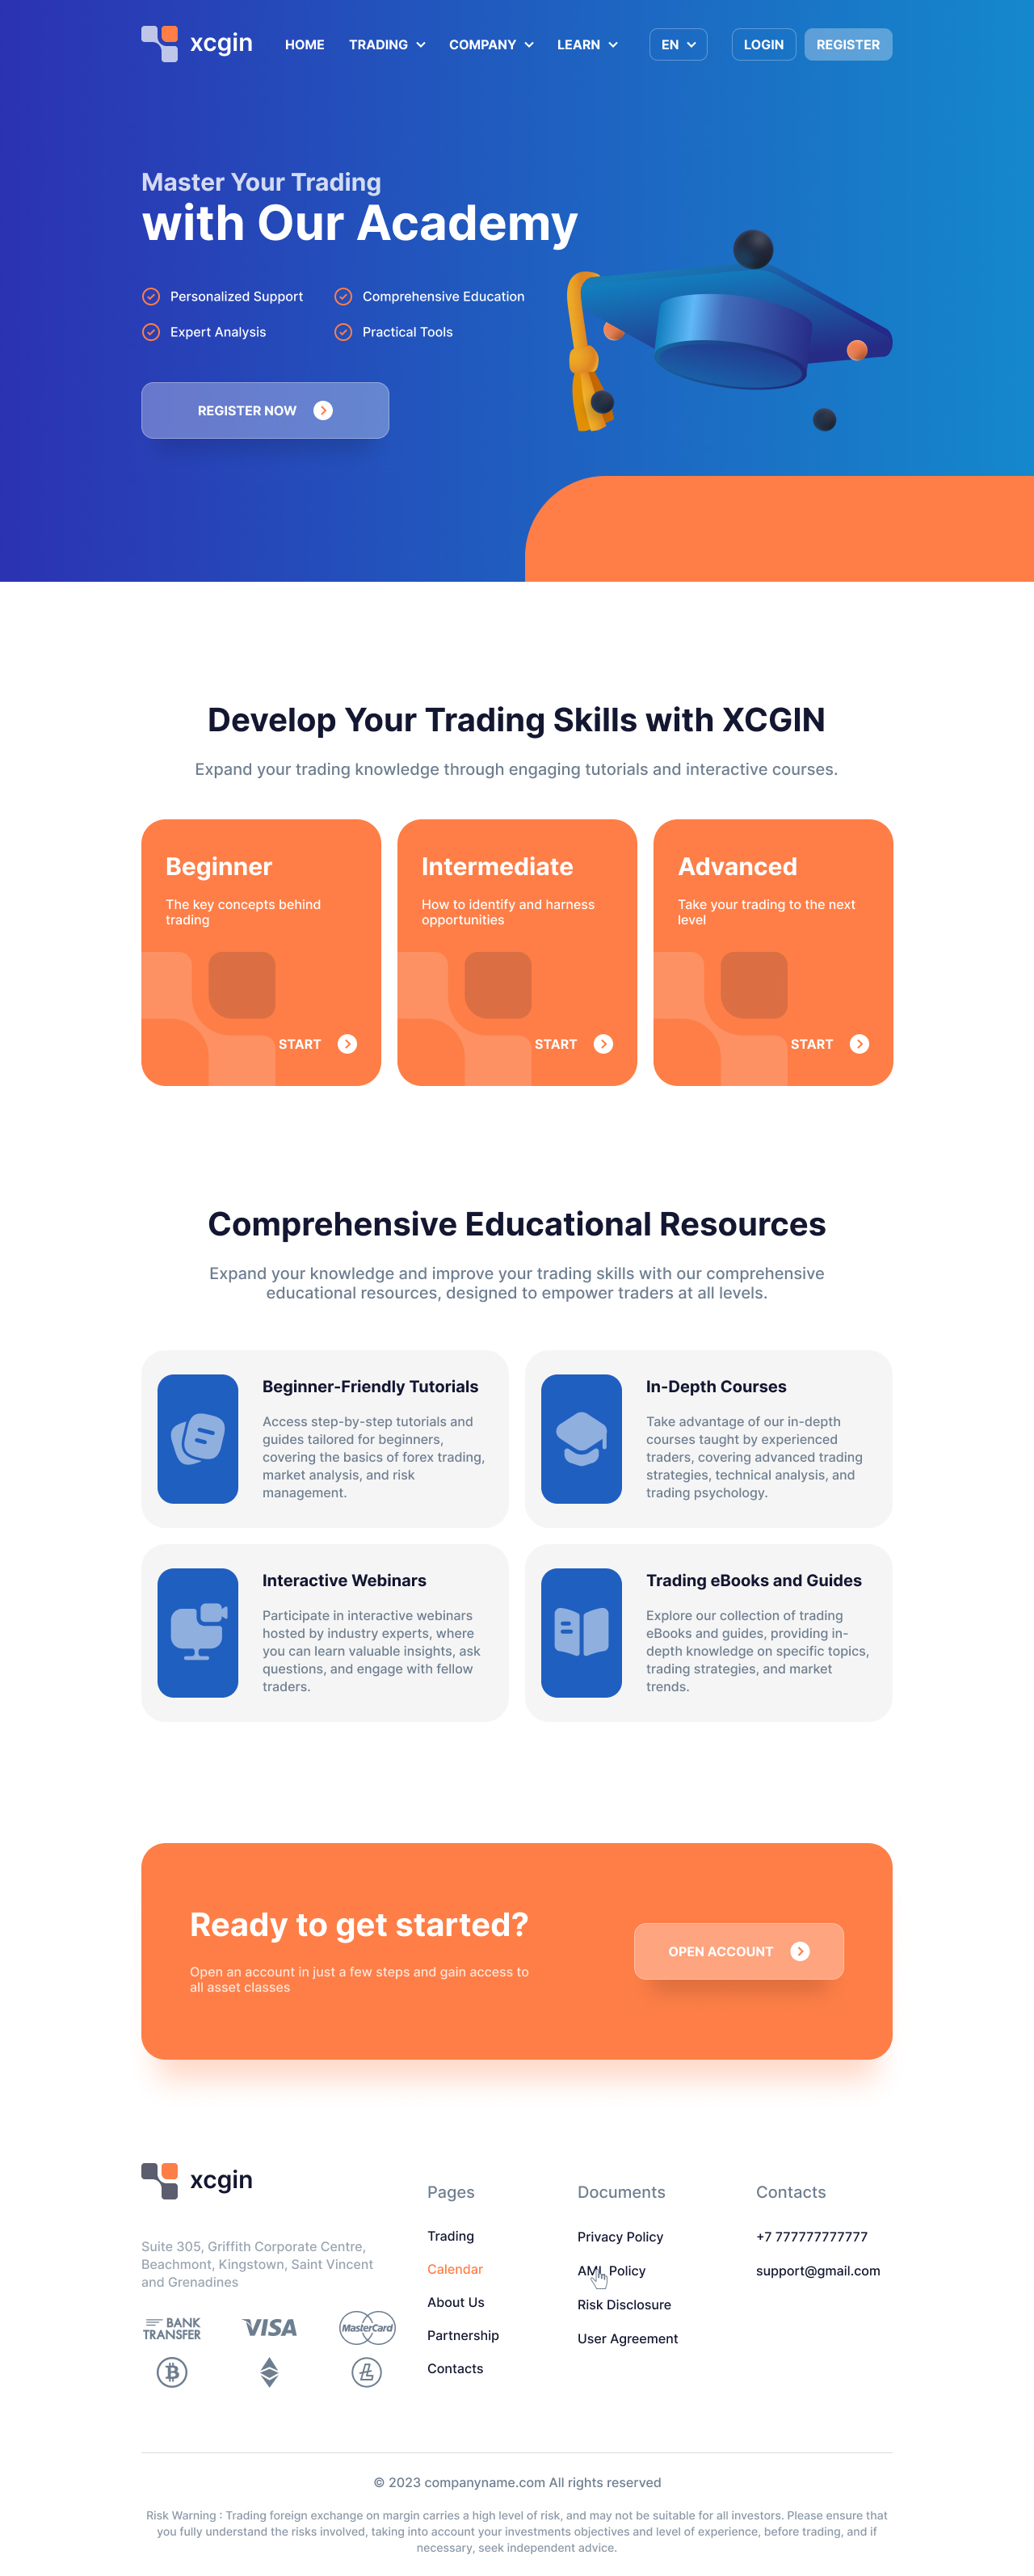 xcgin
HOME
TRADING
COMPANY
LEARN
EN
LOGIN
REGISTER
Master Your Trading
with Our Academy
Personalized Support
Comprehensive Education
Expert Analysis
Practical Tools
REGISTER NOW
Develop Your Trading Skills with XCGIN
Expand your trading knowledge through engaging tutorials and interactive courses.
Beginner
The key concepts behind
trading
START
Intermediate
How to identify and harness
opportunities
START
Advanced
Take your trading to the next
level
START
Comprehensive Educational Resources
Expand your knowledge and improve your trading skills with our comprehensive
educational resources, designed to empower traders at all levels.
Beginner-Friendly Tutorials
Access step-by-step tutorials and
guides tailored for beginners,
covering the basics of forex trading,
market analysis, and risk
management.
In-Depth Courses
Take advantage of our in-depth
courses taught by experienced
traders, covering advanced trading
strategies, technical analysis, and
trading psychology.
Interactive Webinars
Participate in interactive webinars
hosted by industry experts, where
you can learn valuable insights, ask
questions, and engage with fellow
traders.
Trading eBooks and Guides
Explore our collection of trading
eBooks and guides, providing in-
depth knowledge on specific topics,
trading strategies, and market
trends.
Ready to get started?
Open an account in just a few steps and gain access to
all asset classes
OPEN ACCOUNT
xcgin
Suite 305, Griffith Corporate Centre,
Beachmont, Kingstown, Saint Vincent
and Grenadines
BANK
TRANSFER
VISA
MasterCard
Pages
Trading
Calendar
About Us
Partnership
Contacts
Documents
Privacy Policy
AML Policy
Risk Disclosure
User Agreement
Contacts
+7 777777777777
support@gmail.com
© 2023 companyname.com All rights reserved
Risk Warning : Trading foreign exchange on margin carries a high level of risk, and may not be suitable for all investors. Please ensure that
you fully understand the risks involved, taking into account your investments objectives and level of experience, before trading, and if
necessary, seek independent advice.